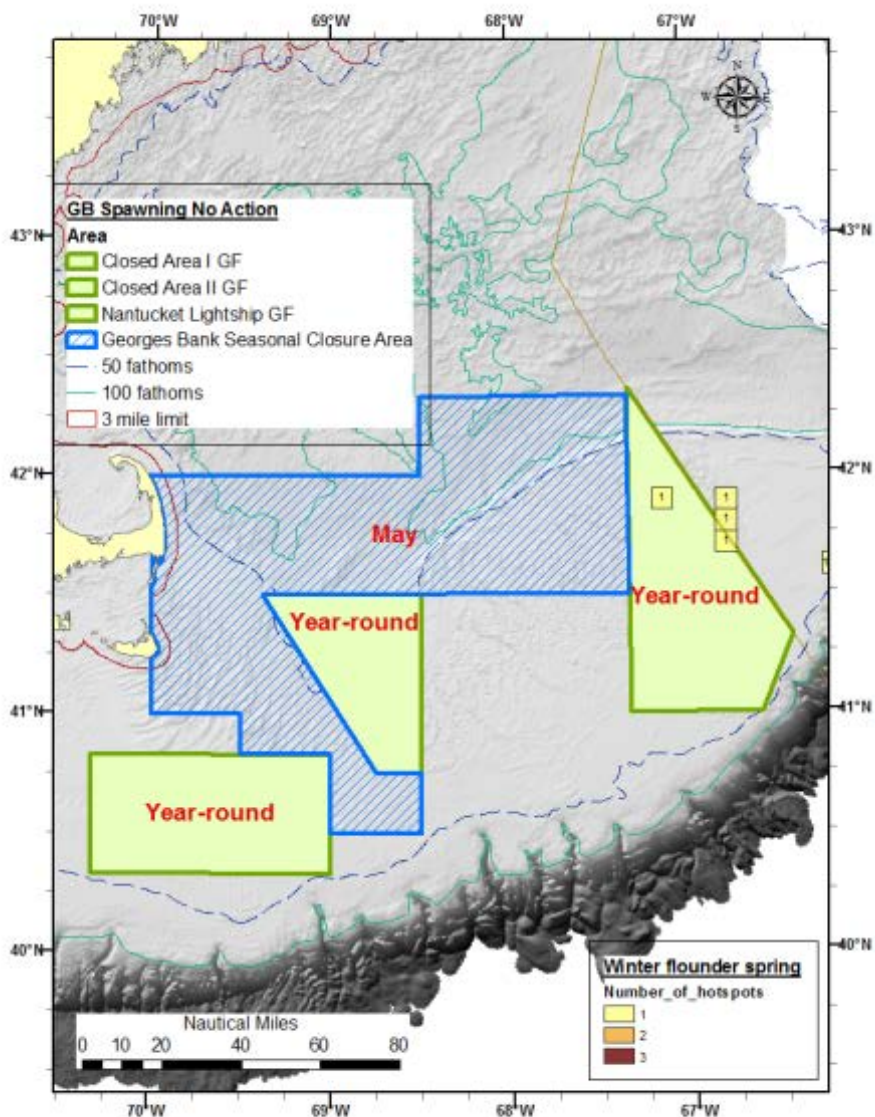 70°W 69°W 68°W 67°W
N
W E
S
43°N 43°N
GB Spawning No Action
Area
Closed Area I GF
Closed Area II GF
Nantucket Lightship GF
Georges Bank Seasonal Closure Area
50 fathoms
100 fathoms
3 mile limit
42°N 42°N
1 1
1
1
May
Year-round
Year-round
41°N 41°N
Year-round
40°N 40°N
Winter flounder spring
Number_of_hotspots
1
2
3
Nautical Miles
0 10 20 40 60 80
70°W 69°W 68°W 67°W